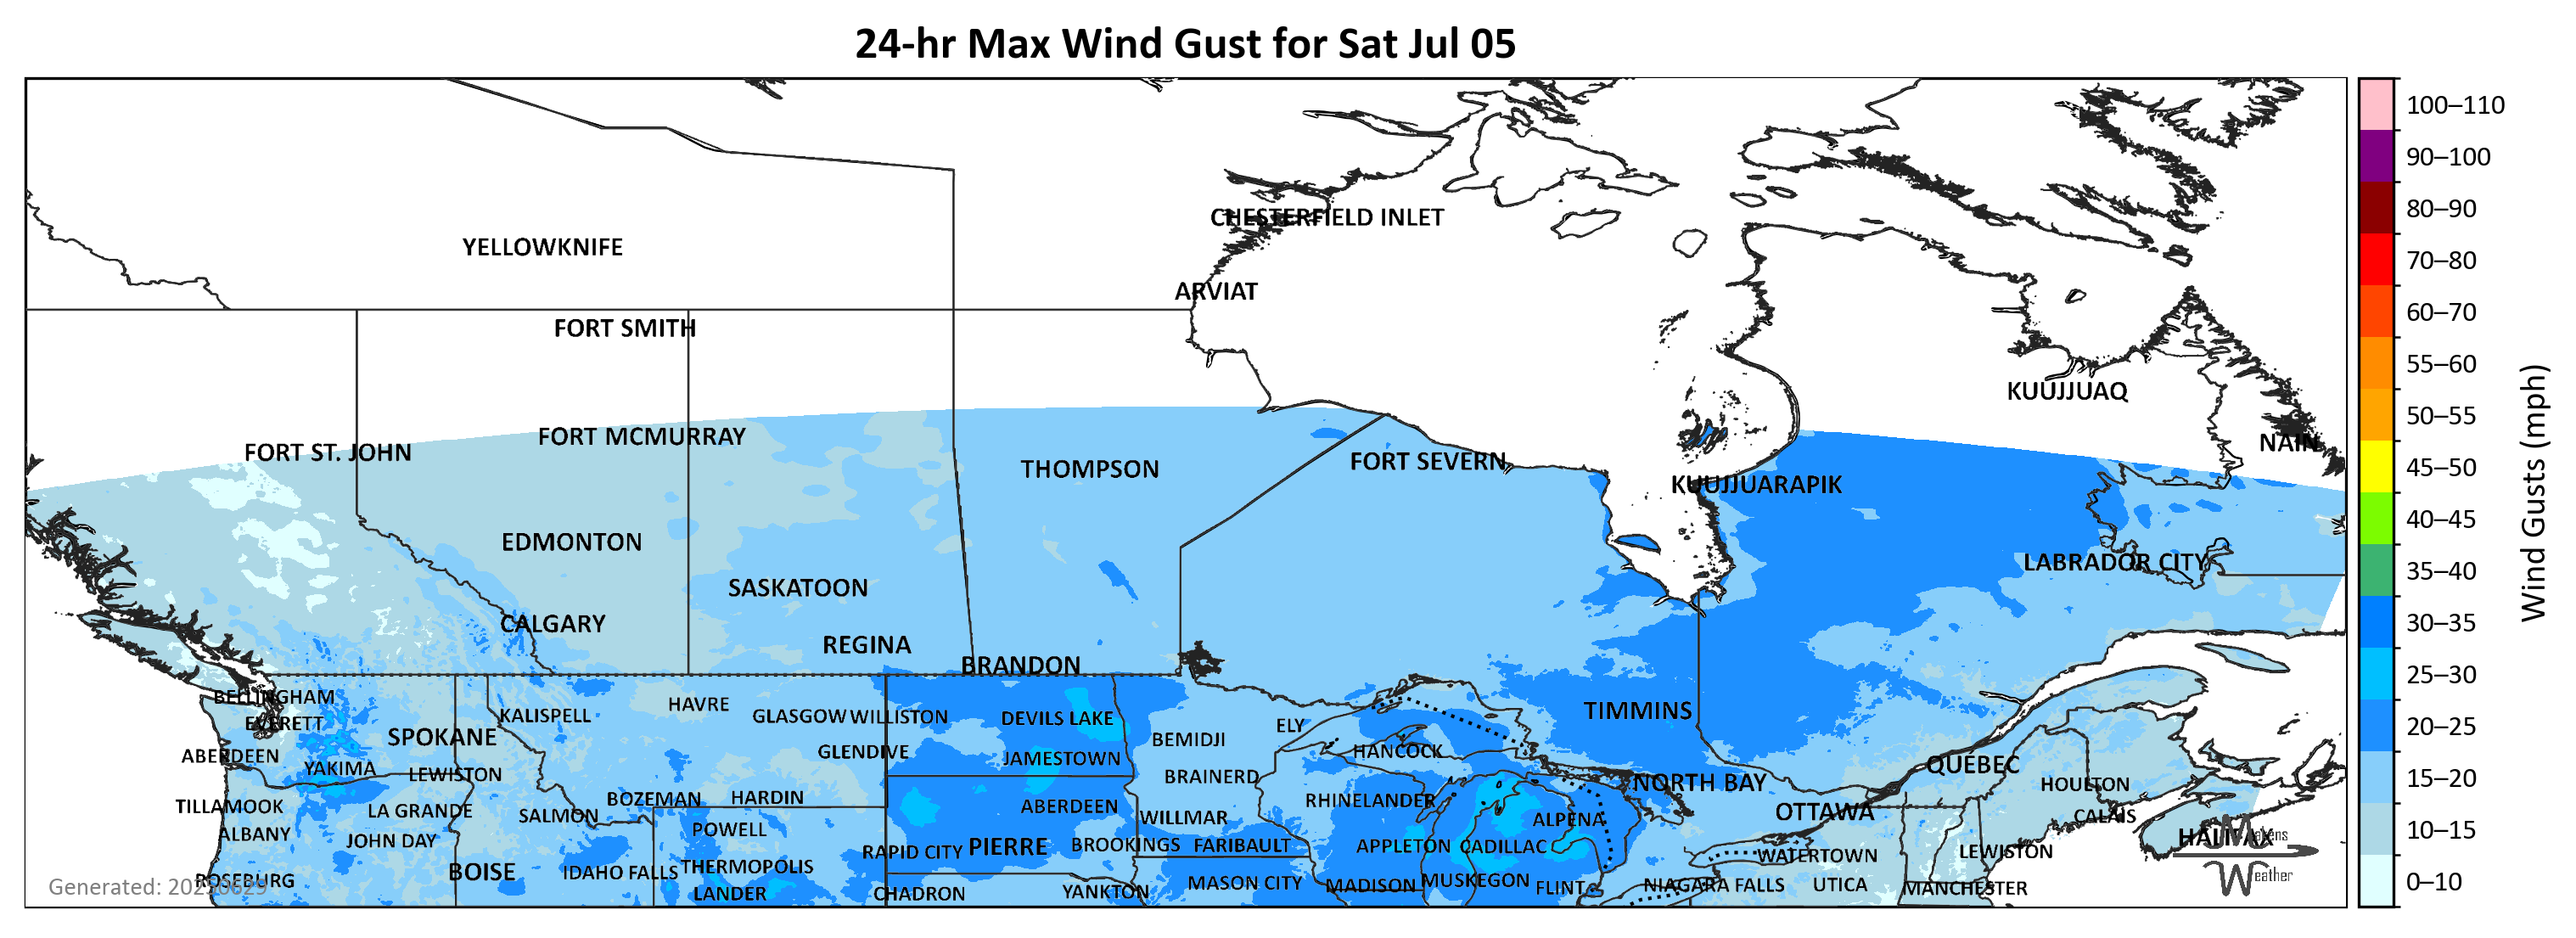 24-hr Max Wind Gust for Sat Jul 05
100–110
90–100
80–90
70–80
60–70
55–60
50–55
45–50
40–45
35–40
30–35
25–30
20–25
15–20
10–15
0–10
Wind Gusts (mph)
CHESTERFIELD INLET
YELLOWKNIFE
ARVIAT
FORT SMITH
KUUJJUAQ
FORT MCMURRAY
NAIN
FORT ST. JOHN
THOMPSON
FORT SEVERN
KUUJJUARAPIK
EDMONTON
LABRADOR CITY
SASKATOON
CALGARY
REGINA
BRANDON
BELLINGHAM
HAVRE
KALISPELL
GLASGOW
WILLISTON
DEVILS LAKE
TIMMINS
EVERETT
ELY
SPOKANE
BEMIDJI
ABERDEEN
GLENDIVE
JAMESTOWN
HANCOCK
YAKIMA
LEWISTON
BRAINERD
QUÉBEC
NORTH BAY
HOULTON
TILLAMOOK
LA GRANDE
BOZEMAN
HARDIN
ABERDEEN
RHINELANDER
SALMON
WILLMAR
ALPENA
OTTAWA
CALAIS
ALBANY
JOHN DAY
POWELL
HALIFAX
RAPID CITY
PIERRE
BROOKINGS
FARIBAULT
APPLETON
CADILLAC
WATERTOWN
LEWISTON
BOISE
IDAHO FALLS
THERMOPOLIS
ROSEBURG
LANDER
CHADRON
YANKTON
MASON CITY
MADISON
MUSKEGON
FLINT
NIAGARA FALLS
UTICA
MANCHESTER
Generated: 20250629
Makens
Weather